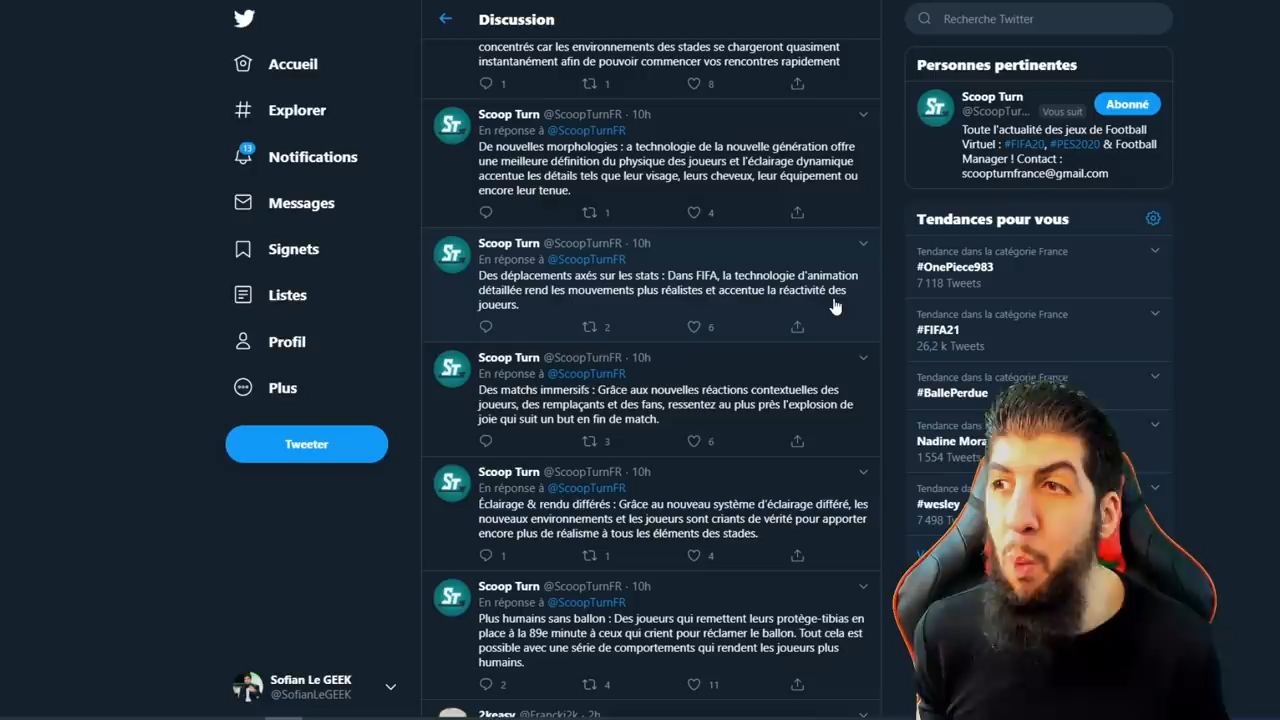 Accueil
Explorer
13
Notifications
Messages
Signets
Listes
Profil
Plus
Tweeter
Sofian Le GEEK
@SofianLeGEEK
Discussion
concentrés car les environnements des stades se chargeront quasiment
instantanément afin de pouvoir commencer vos rencontres rapidement
1 1 8
Scoop Turn @ScoopTurnFR · 10h
En réponse à @ScoopTurnFR
De nouvelles morphologies : a technologie de la nouvelle génération offre
une meilleure définition du physique des joueurs et l'éclairage dynamique
accentue les détails tels que leur visage, leurs cheveux, leur équipement ou
encore leur tenue.
1 4
Scoop Turn @ScoopTurnFR · 10h
En réponse à @ScoopTurnFR
Des déplacements axés sur les stats : Dans FIFA, la technologie d'animation
détaillée rend les mouvements plus réalistes et accentue la réactivité des
joueurs.
2 6
Scoop Turn @ScoopTurnFR · 10h
En réponse à @ScoopTurnFR
Des matchs immersifs : Grâce aux nouvelles réactions contextuelles des
joueurs, des remplaçants et des fans, ressentez au plus près l'explosion de
joie qui suit un but en fin de match.
3 6
Scoop Turn @ScoopTurnFR · 10h
En réponse à @ScoopTurnFR
Éclairage & rendu différés : Grâce au nouveau système d'éclairage différé, les
nouveaux environnements et les joueurs sont criants de vérité pour apporter
encore plus de réalisme à tous les éléments des stades.
1 1 4
Scoop Turn @ScoopTurnFR · 10h
En réponse à @ScoopTurnFR
Plus humains sans ballon : Des joueurs qui remettent leurs protège-tibias en
place à la 89e minute à ceux qui crient pour réclamer le ballon. Tout cela est
possible avec une série de comportements qui rendent les joueurs plus
humains.
2 4 11
2keasy @Francki2k · 2h
Recherche Twitter
Personnes pertinentes
Scoop Turn
@ScoopTur... Vous suit
Abonné
Toute l'actualité des jeux de Football
Virtuel : #FIFA20, #PES2020 & Football
Manager ! Contact :
scoopturnfrance@gmail.com
Tendances pour vous
Tendance dans la catégorie France
#OnePiece983
7 118 Tweets
Tendance dans la catégorie France
#FIFA21
26,2 k Tweets
Tendance dans la catégorie France
#BallePerdue
Tendance dans
Nadine
1 554 Tweets
Tendance
#wesley
7 498